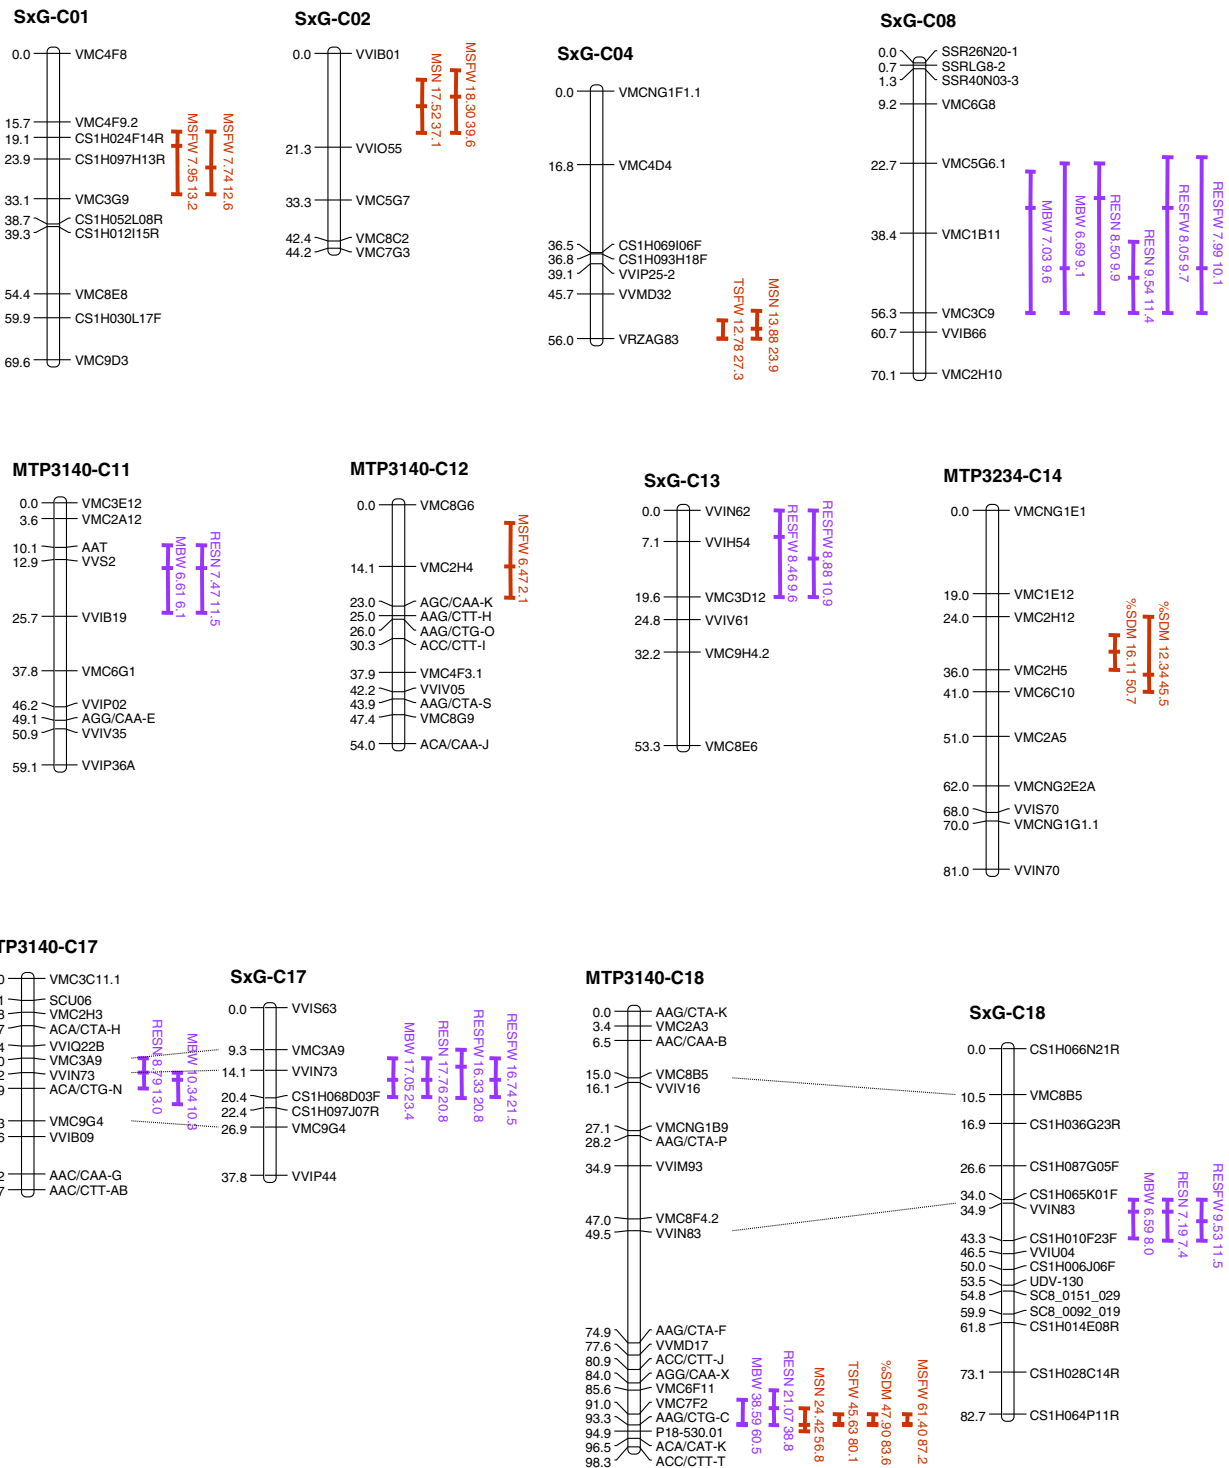 SxG-C01
0.0 VMC4F8
15.7 VMC4F9.2
19.1 CS1H024F14R
23.9 CS1H097H13R
33.1 VMC3G9
38.7 CS1H052L08R
39.3 CS1H012I15R
54.4 VMC8E8
59.9 CS1H030L17F
69.6 VMC9D3
MSFW 7.95 13.2
MSFW 7.74 12.6
SxG-C02
0.0 VVIB01
21.3 VVIO55
33.3 VMC5G7
42.4 VMC8C2
44.2 VMC7G3
MSN 17.52 37.1
MSFW 18.30 39.6
SxG-C04
0.0 VMCNG1F1.1
16.8 VMC4D4
36.5 CS1H069I06F
36.8 CS1H093H18F
39.1 VVIP25-2
45.7 VVMD32
56.0 VRZAG83
TSFW 12.78 27.3
MSN 13.88 23.9
SxG-C08
0.0 SSR26N20-1
0.7 SSRLG8-2
1.3 SSR40N03-3
9.2 VMC6G8
22.7 VMC5G6.1
38.4 VMC1B11
56.3 VMC3C9
60.7 VVIB66
70.1 VMC2H10
MBW 7.03 9.6
MBW 6.69 9.1
RESN 8.50 9.9
RESN 9.54 11.4
RESFW 8.05 9.7
RESFW 7.99 10.1
MTP3140-C11
0.0 VMC3E12
3.6 VMC2A12
10.1 AAT
12.9 VVS2
25.7 VVIB19
37.8 VMC6G1
46.2 VVIP02
49.1 AGG/CAA-E
50.9 VVIV35
59.1 VVIP36A
MBW 6.61 6.1
RESN 7.47 11.5
MTP3140-C12
0.0 VMC8G6
14.1 VMC2H4
23.0 AGC/CAA-K
25.0 AAG/CTT-H
26.0 AAG/CTG-O
30.3 ACC/CTT-I
37.9 VMC4F3.1
42.2 VVIV05
43.9 AAG/CTA-S
47.4 VMC8G9
54.0 ACA/CAA-J
MSFW 6.47 2.1
SxG-C13
0.0 VVIN62
7.1 VVIH54
19.6 VMC3D12
24.8 VVIV61
32.2 VMC9H4.2
53.3 VMC8E6
RESFW 8.46 9.6
RESFW 8.88 10.9
MTP3234-C14
0.0 VMCNG1E1
19.0 VMC1E12
24.0 VMC2H12
36.0 VMC2H5
41.0 VMC6C10
51.0 VMC2A5
62.0 VMCNG2E2A
68.0 VVIS70
70.0 VMCNG1G1.1
81.0 VVIN70
%SDM 16.11 50.7
%SDM 12.34 45.5
TP3140-C17
0 VMC3C11.1
1 SCU06
3 VMC2H3
7 ACA/CTA-H
4 VVIQ22B
0 VMC3A9
2 VVIN73
9 ACA/CTG-N
3 VMC9G4
6 VVIB09
2 AAC/CAA-G
7 AAC/CTT-AB
RESN 8.79 13.0
MBW 10.34 10.3
SxG-C17
0.0 VVIS63
9.3 VMC3A9
14.1 VVIN73
20.4 CS1H068D03F
22.4 CS1H097J07R
26.9 VMC9G4
37.8 VVIP44
MBW 17.05 23.4
RESN 17.76 20.8
RESFW 16.33 20.8
RESFW 16.74 21.5
MTP3140-C18
0.0 AAG/CTA-K
3.4 VMC2A3
6.5 AAC/CAA-B
15.0 VMC8B5
16.1 VVIV16
27.1 VMCNG1B9
28.2 AAG/CTA-P
34.9 VVIM93
47.0 VMC8F4.2
49.5 VVIN83
74.9 AAG/CTA-F
77.6 VVMD17
80.9 ACC/CTT-J
84.0 AGG/CAA-X
85.6 VMC6F11
91.0 VMC7F2
93.3 AAG/CTG-C
94.9 P18-530.01
96.5 ACA/CAT-K
98.3 ACC/CTT-T
MBW 38.59 60.5
RESN 21.07 38.8
MSN 24.42 56.8
TSFW 45.63 80.1
%SDM 47.90 83.6
MSFW 61.40 87.2
SxG-C18
0.0 CS1H066N21R
10.5 VMC8B5
16.9 CS1H036G23R
26.6 CS1H087G05F
34.0 CS1H065K01F
34.9 VVIN83
43.3 CS1H010F23F
46.5 VVIU04
50.0 CS1H006J06F
53.5 UDV-130
54.8 SC8_0151_029
59.9 SC8_0092_019
61.8 CS1H014E08R
73.1 CS1H028C14R
82.7 CS1H064P11R
MBW 6.59 8.0
RESN 7.19 7.4
RESFW 9.53 11.5